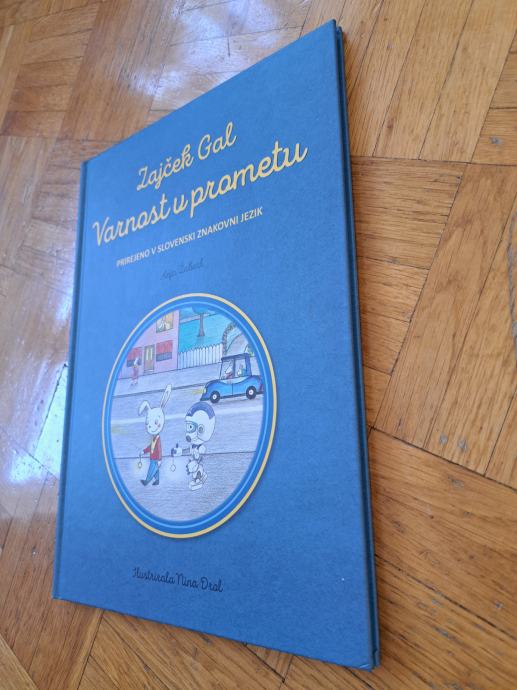 Zajček Gal
Varnost v prometu
PRIREJENO V SLOVENSKI ZNAKOVNI JEZIK
Ilustrirala Nina Dral